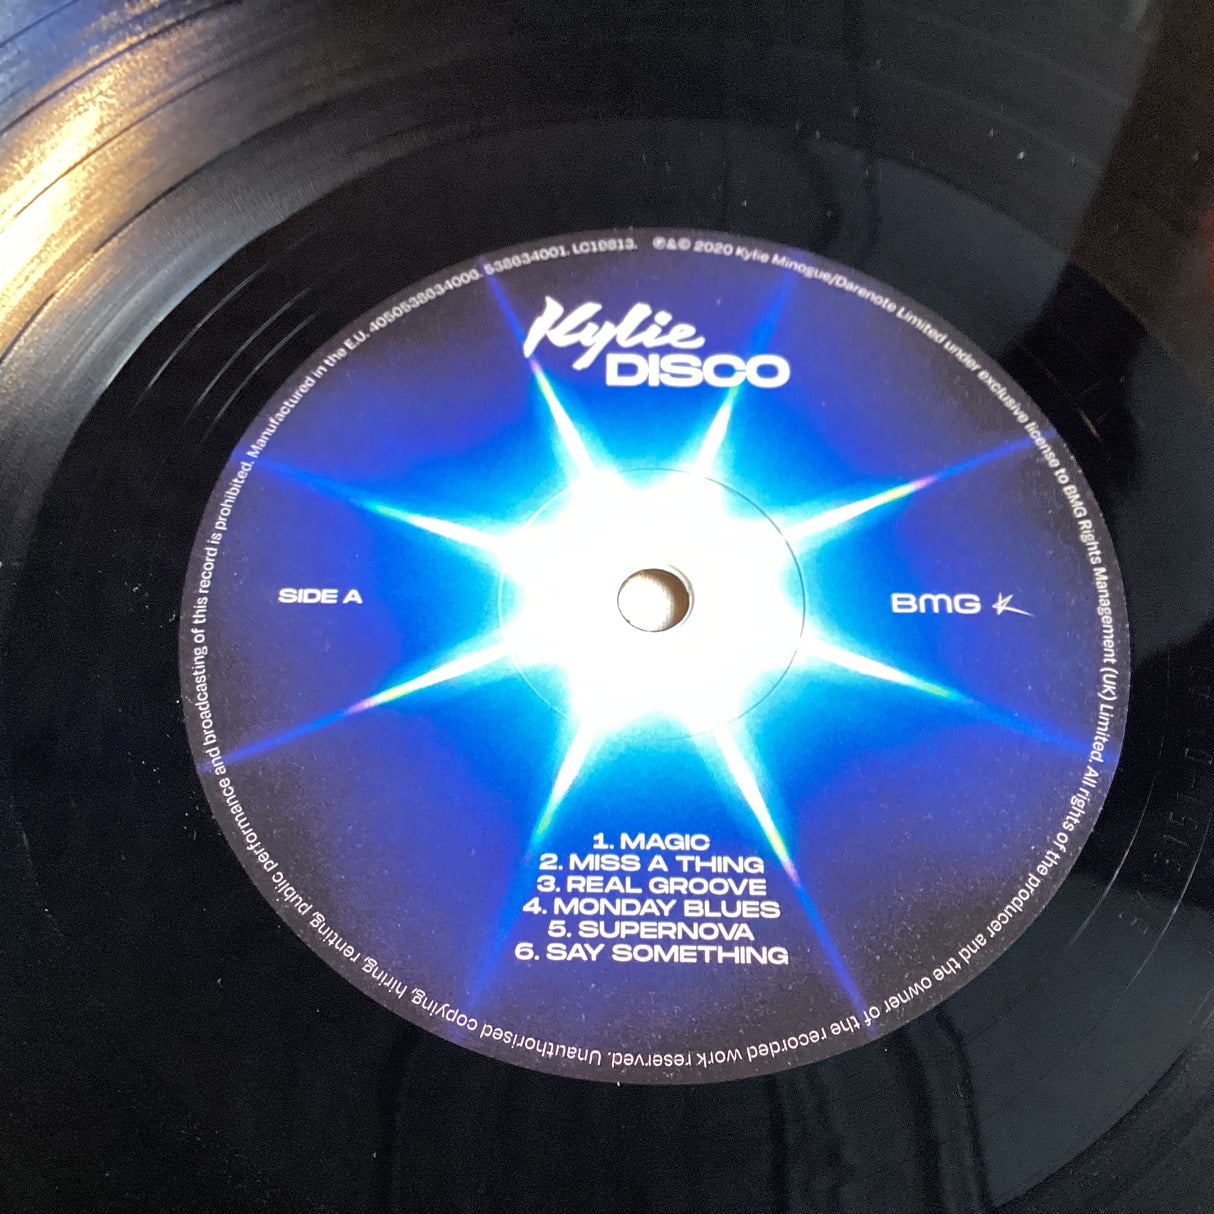 Kylie
DISCO
SIDE A
BMG
1. MAGIC
2. MISS A THING
3. REAL GROOVE
4. MONDAY BLUES
5. SUPERNOVA
6. SAY SOMETHING
℗&© 2020 Kylie Minogue/Darenote Limited under exclusive license to BMG Rights Management (UK) Limited. All rights of the producer and the owner of the recorded work reserved. Unauthorised copying, hiring, renting, public performance and broadcasting of this record is prohibited. Manufactured in the E.U. 4050538634006. 538634001. LC19813.